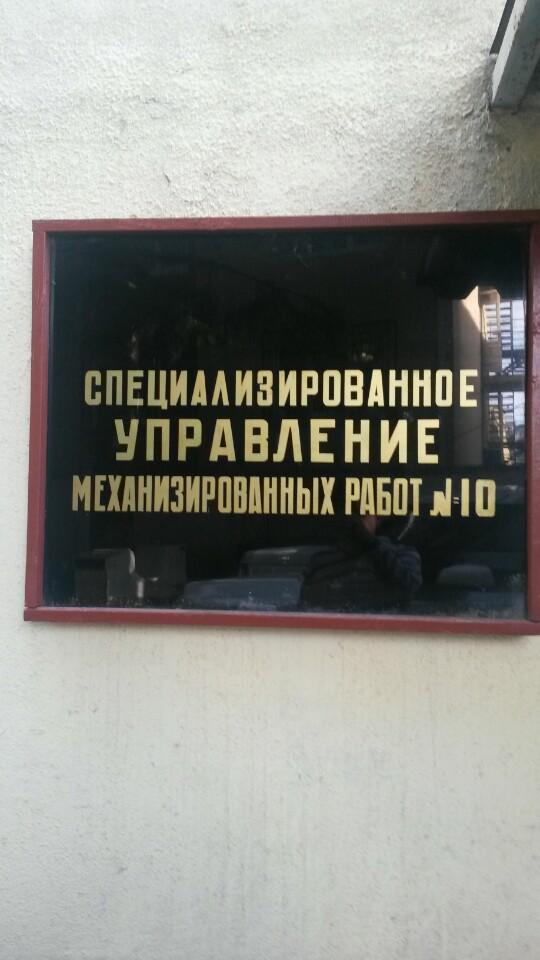 СПЕЦИАЛИЗИРОВАННОЕ
УПРАВЛЕНИЕ
МЕХАНИЗИРОВАННЫХ РАБОТ №10